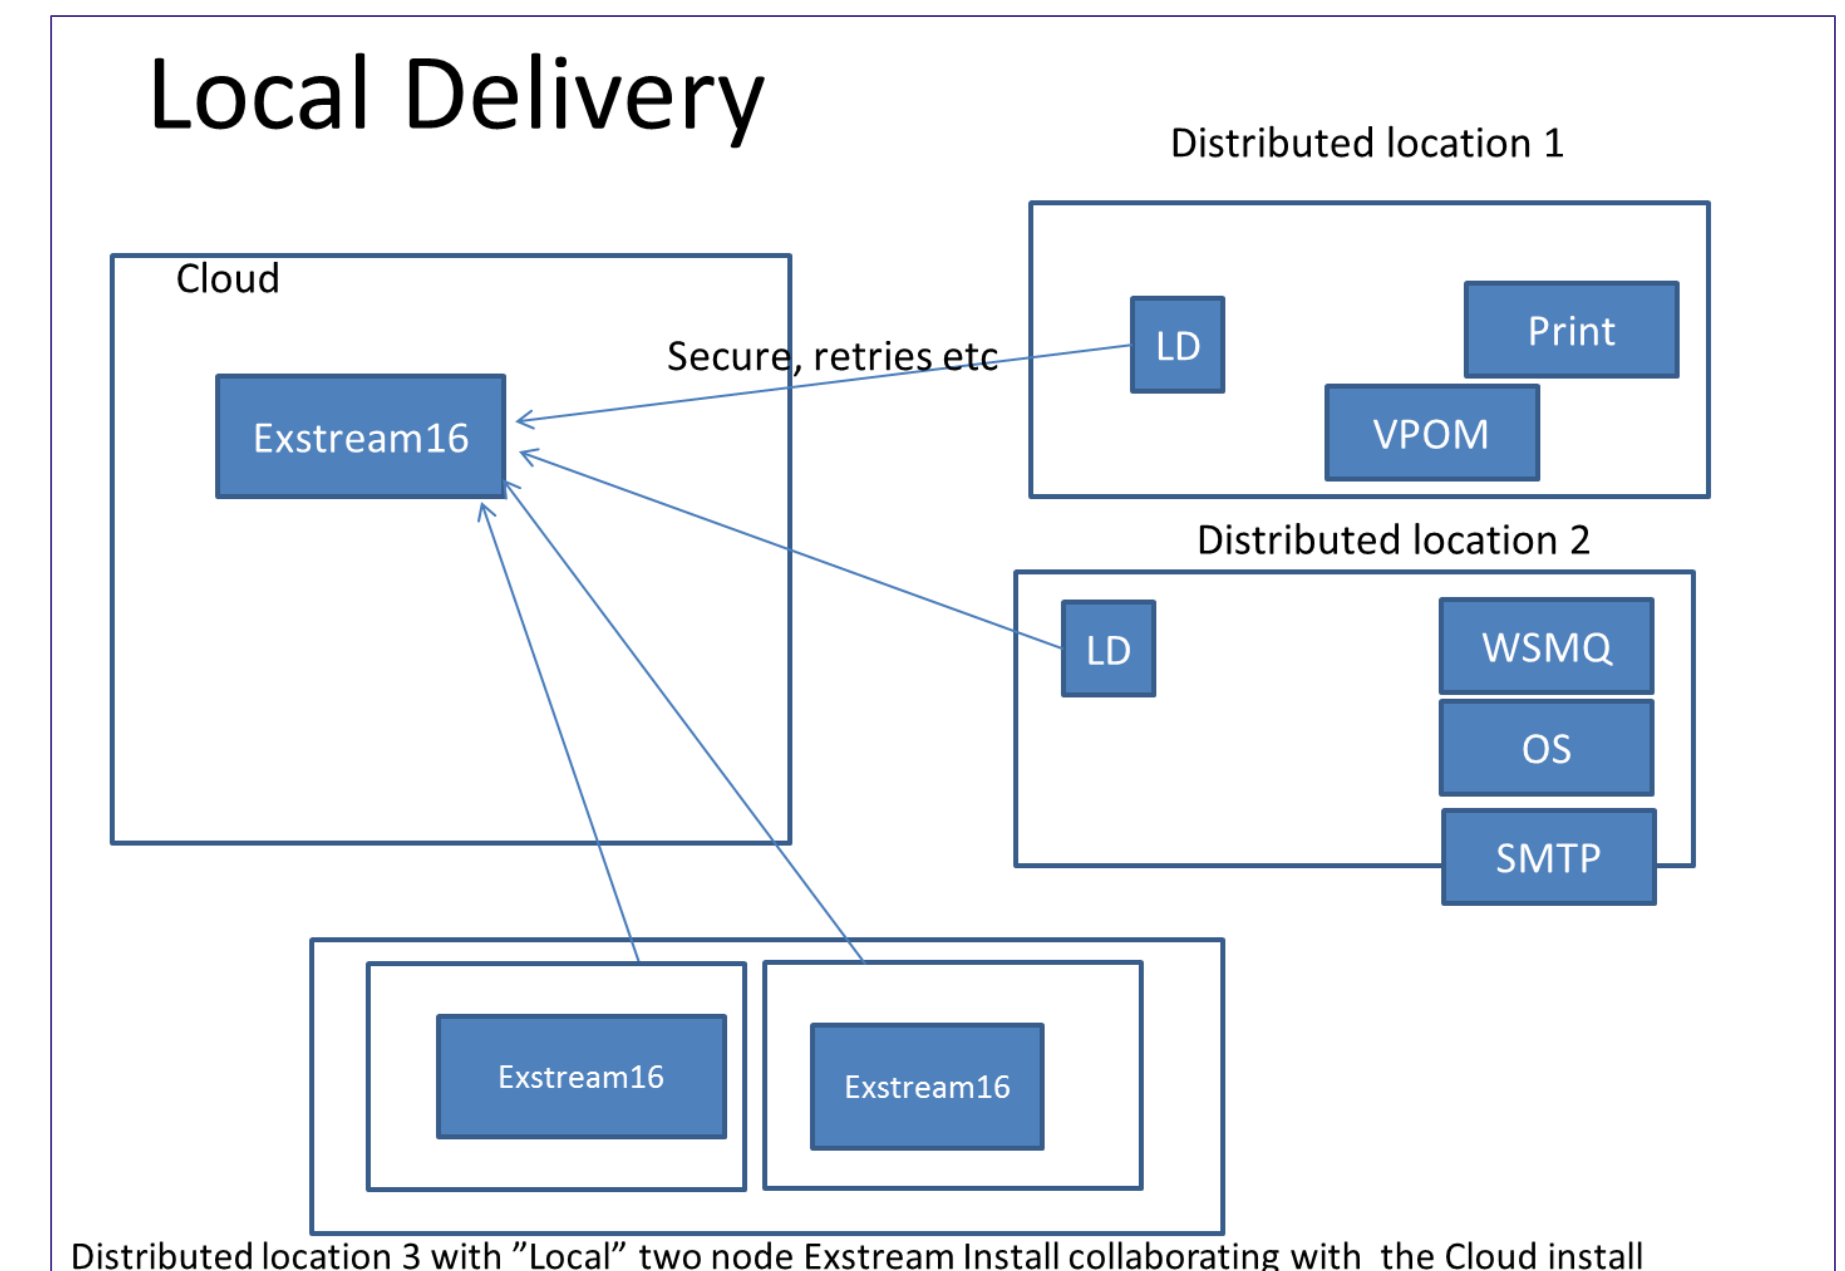 Local Delivery
Distributed location 1
Cloud
Print
LD
Secure, retries etc
VPOM
Exstream16
Distributed location 2
WSMQ
LD
OS
SMTP
Exstream16
Exstream16
Distributed location 3 with ”Local” two node Exstream Install collaborating with the Cloud install